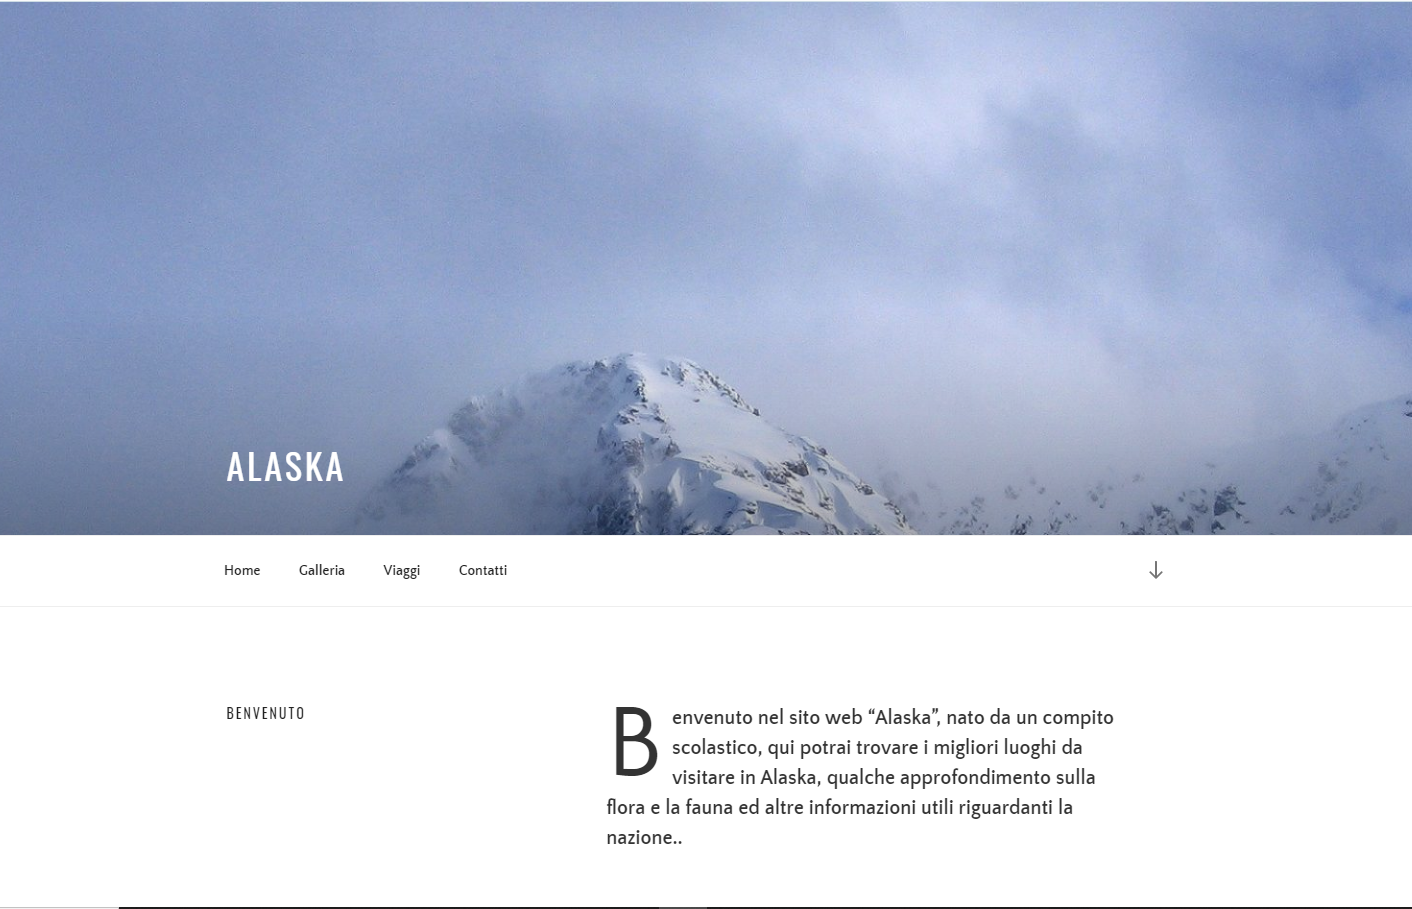 ALASKA
Home Galleria Viaggi Contatti
BENVENUTO
Benvenuto nel sito web “Alaska”, nato da un compito
scolastico, qui potrai trovare i migliori luoghi da
visitare in Alaska, qualche approfondimento sulla
flora e la fauna ed altre informazioni utili riguardanti la
nazione..